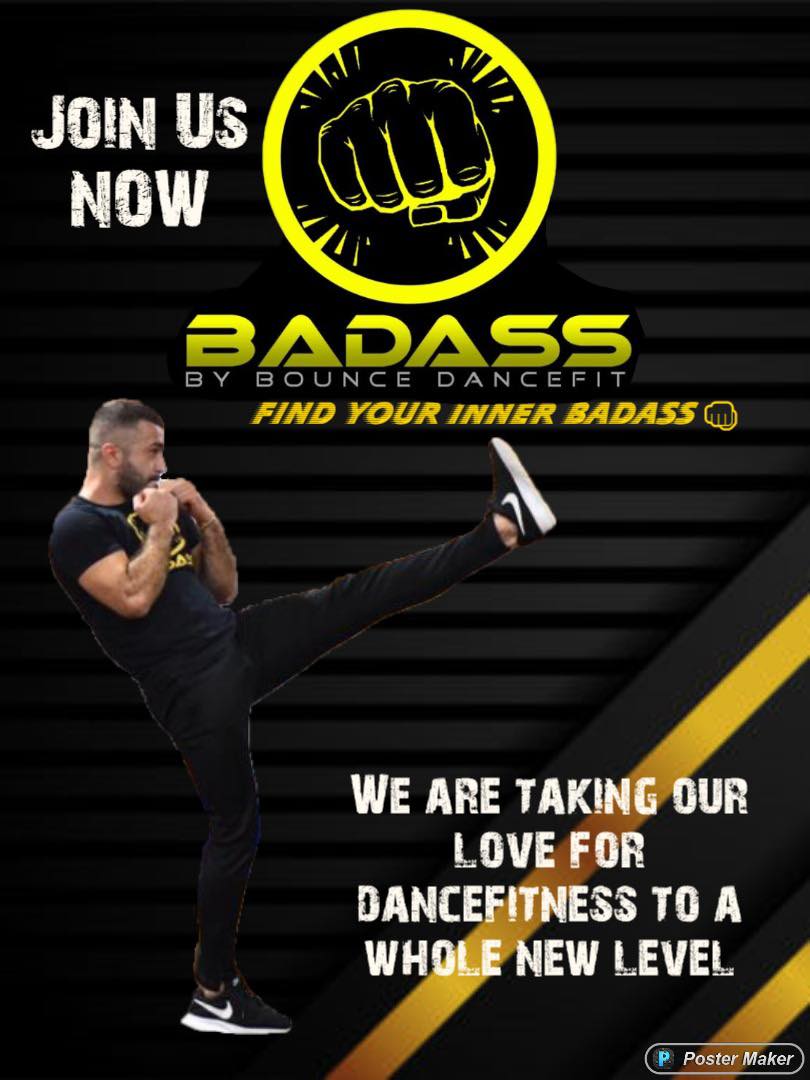 Join Us
NOW
BADASS
BY BOUNCE DANCEFIT
FIND YOUR INNER BADASS
We are taking our
love for
dancefitness to a
whole new level
P Poster Maker